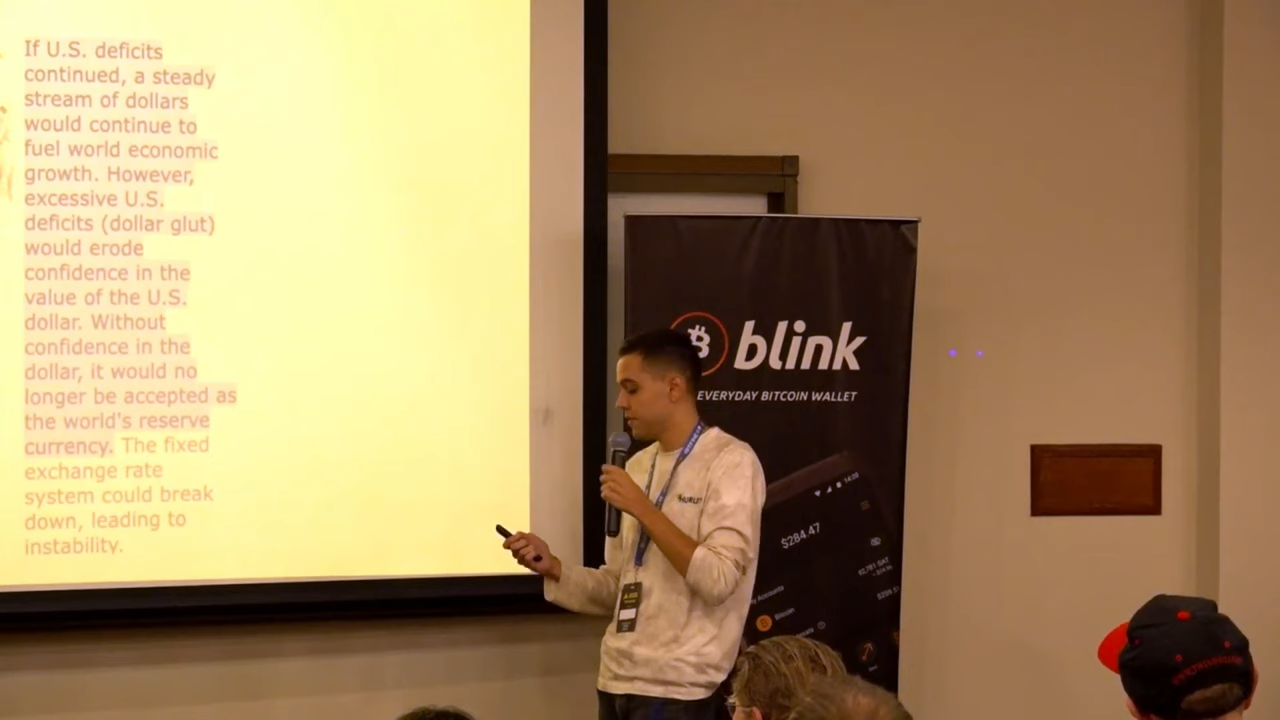 If U.S. deficits
continued, a steady
stream of dollars
would continue to
fuel world economic
growth. However,
excessive U.S.
deficits (dollar glut)
would erode
confidence in the
value of the U.S.
dollar. Without
confidence in the
dollar, it would no
longer be accepted as
the world's reserve
currency. The fixed
exchange rate
system could break
down, leading to
instability.
blink
EVERYDAY BITCOIN WALLET
14:29
$284.47
Bitcoin